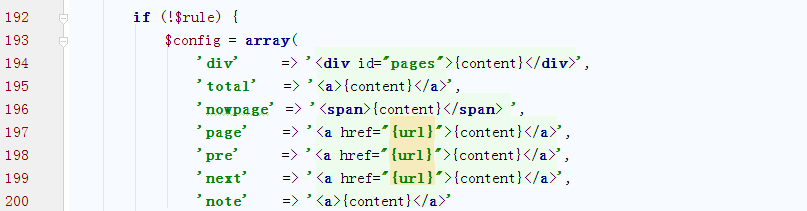 192 if (!$rule) {
193 $config = array(
194 'div' => '<div id="pages">{content}</div>',
195 'total' => '<a>{content}</a>',
196 'nowpage' => '<span>{content}</span> ',
197 'page' => '<a href="{url}">{content}</a>',
198 'pre' => '<a href="{url}">{content}</a>',
199 'next' => '<a href="{url}">{content}</a>',
200 'note' => '<a>{content}</a>'